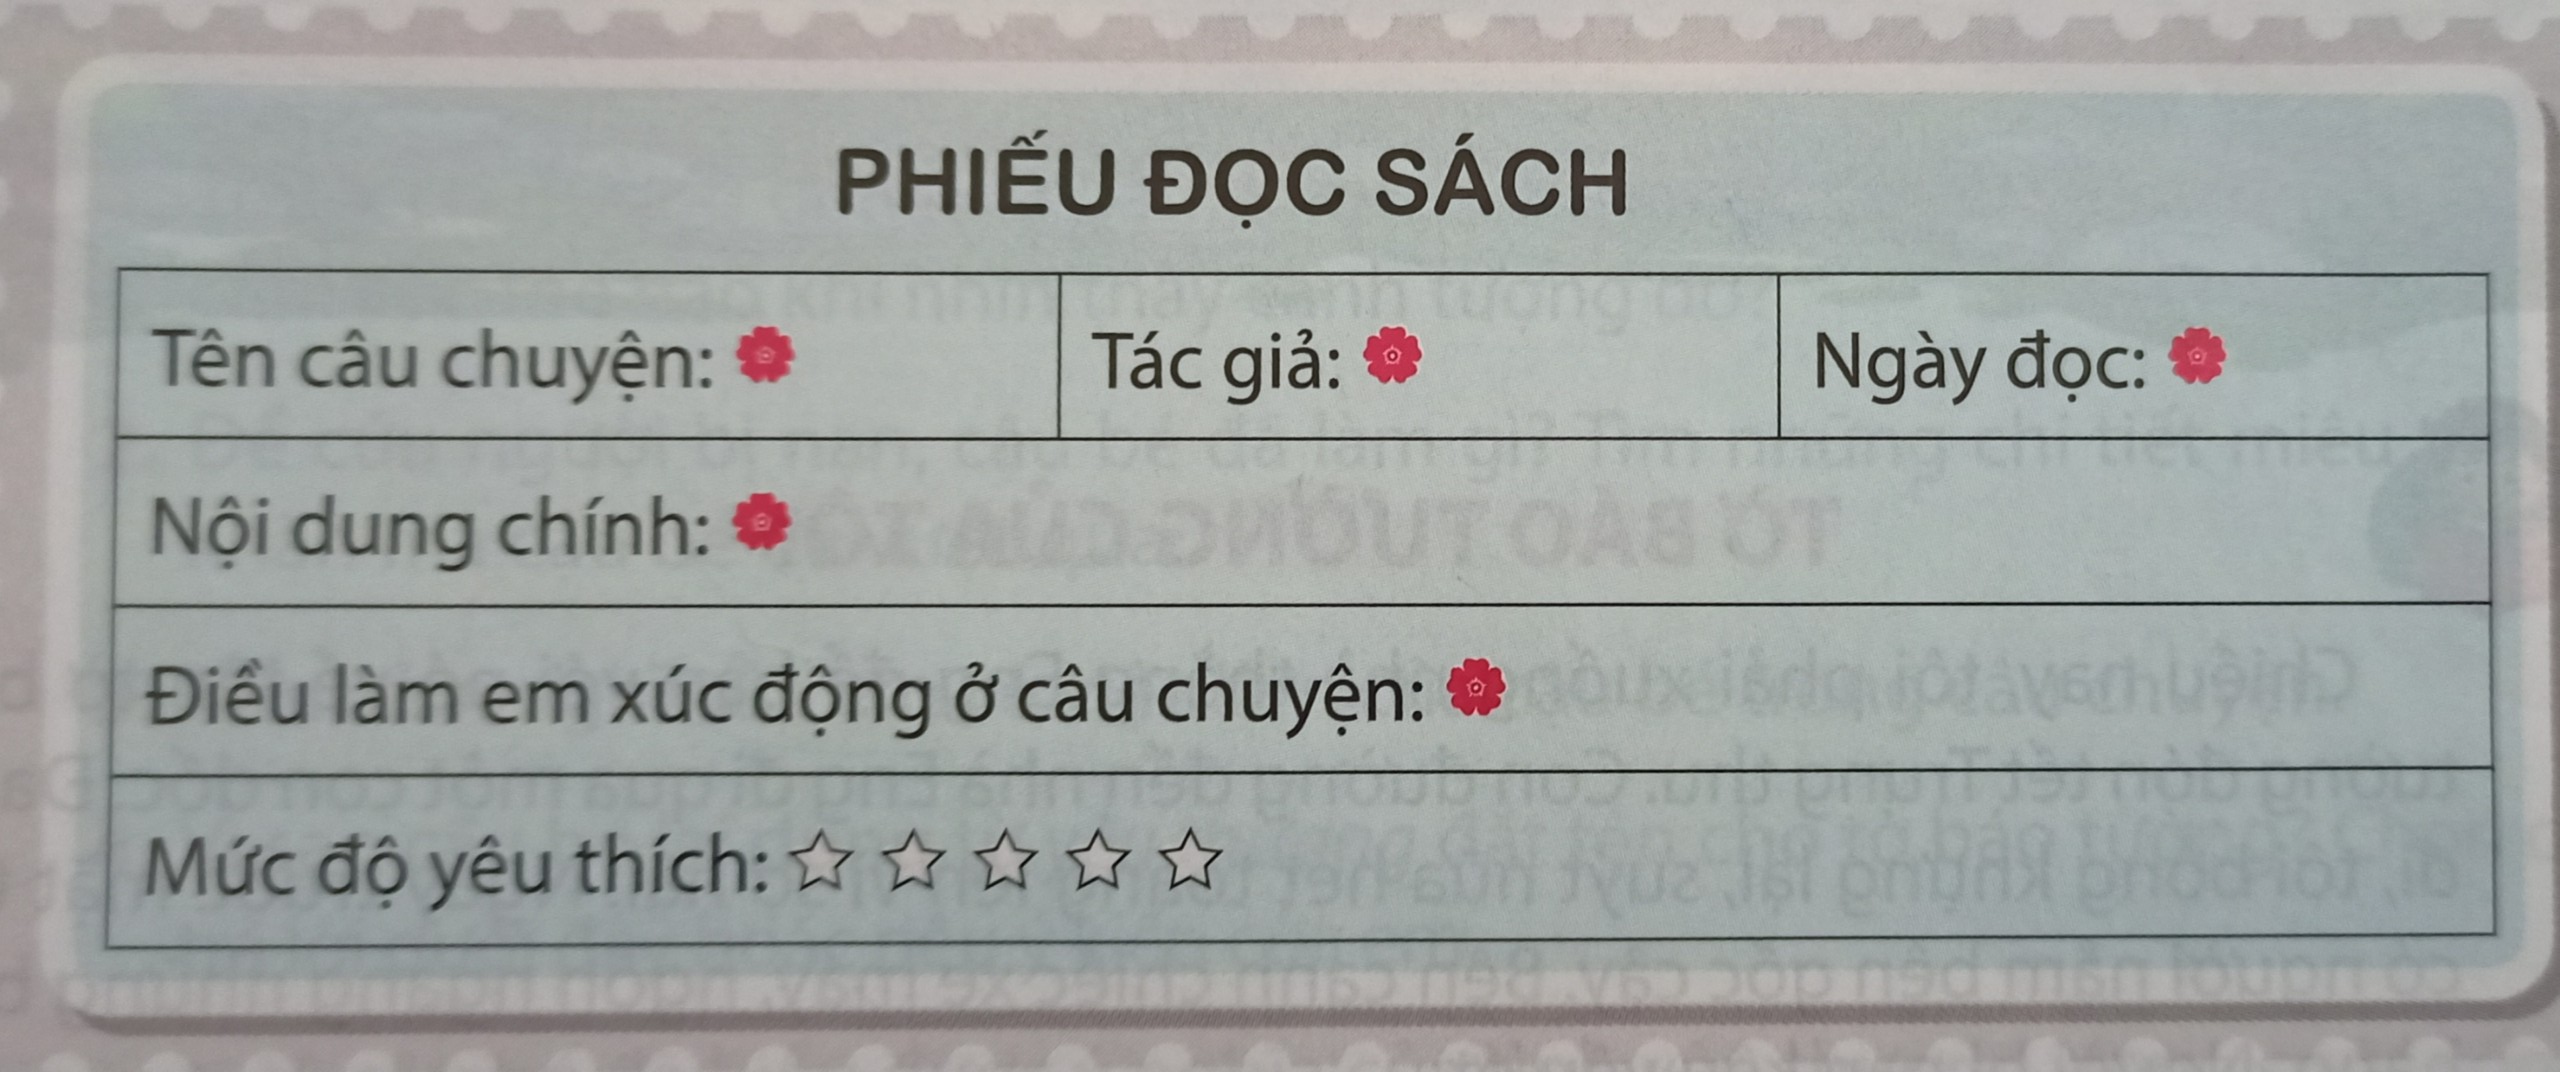 PHIẾU ĐỌC SÁCH
Tên câu chuyện:
Tác giả:
Ngày đọc:
Nội dung chính:
Điều làm em xúc động ở câu chuyện:
Mức độ yêu thích: